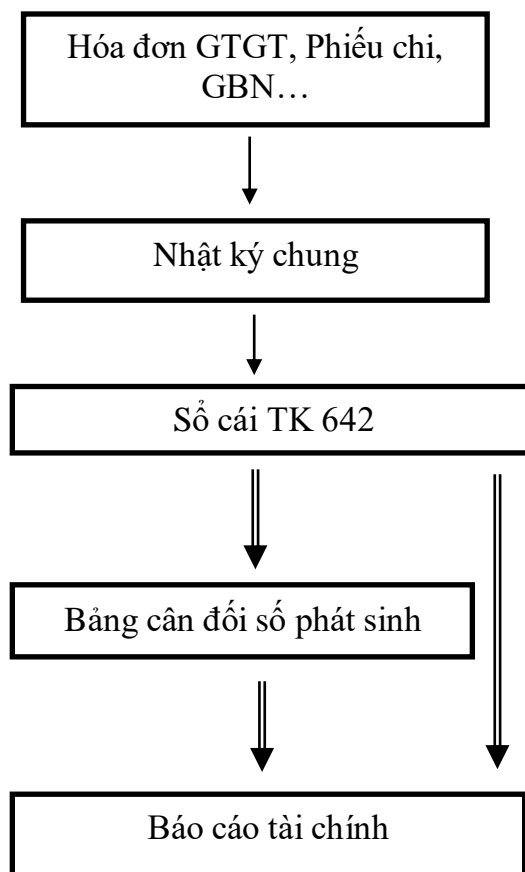 Hóa đơn GTGT, Phiếu chi,
GBN…
Nhật ký chung
Sổ cái TK 642
Bảng cân đối số phát sinh
Báo cáo tài chính